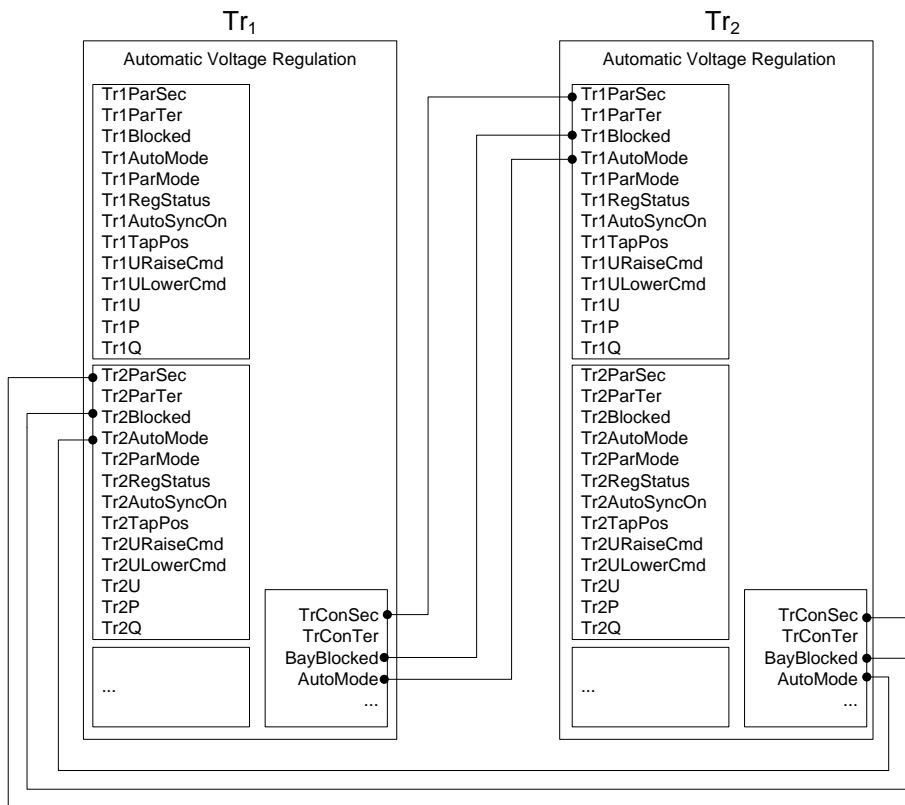 Tr1
Automatic Voltage Regulation
Tr1ParSec
Tr1ParTer
Tr1Blocked
Tr1AutoMode
Tr1ParMode
Tr1RegStatus
Tr1AutoSyncOn
Tr1TapPos
Tr1URaiseCmd
Tr1ULowerCmd
Tr1U
Tr1P
Tr1Q
Tr2ParSec
Tr2ParTer
Tr2Blocked
Tr2AutoMode
Tr2ParMode
Tr2RegStatus
Tr2AutoSyncOn
Tr2TapPos
Tr2URaiseCmd
Tr2ULowerCmd
Tr2U
Tr2P
Tr2Q
...
TrConSec
TrConTer
BayBlocked
AutoMode
...
Tr2
Automatic Voltage Regulation
Tr1ParSec
Tr1ParTer
Tr1Blocked
Tr1AutoMode
Tr1ParMode
Tr1RegStatus
Tr1AutoSyncOn
Tr1TapPos
Tr1URaiseCmd
Tr1ULowerCmd
Tr1U
Tr1P
Tr1Q
Tr2ParSec
Tr2ParTer
Tr2Blocked
Tr2AutoMode
Tr2ParMode
Tr2RegStatus
Tr2AutoSyncOn
Tr2TapPos
Tr2URaiseCmd
Tr2ULowerCmd
Tr2U
Tr2P
Tr2Q
...
TrConSec
TrConTer
BayBlocked
AutoMode
...